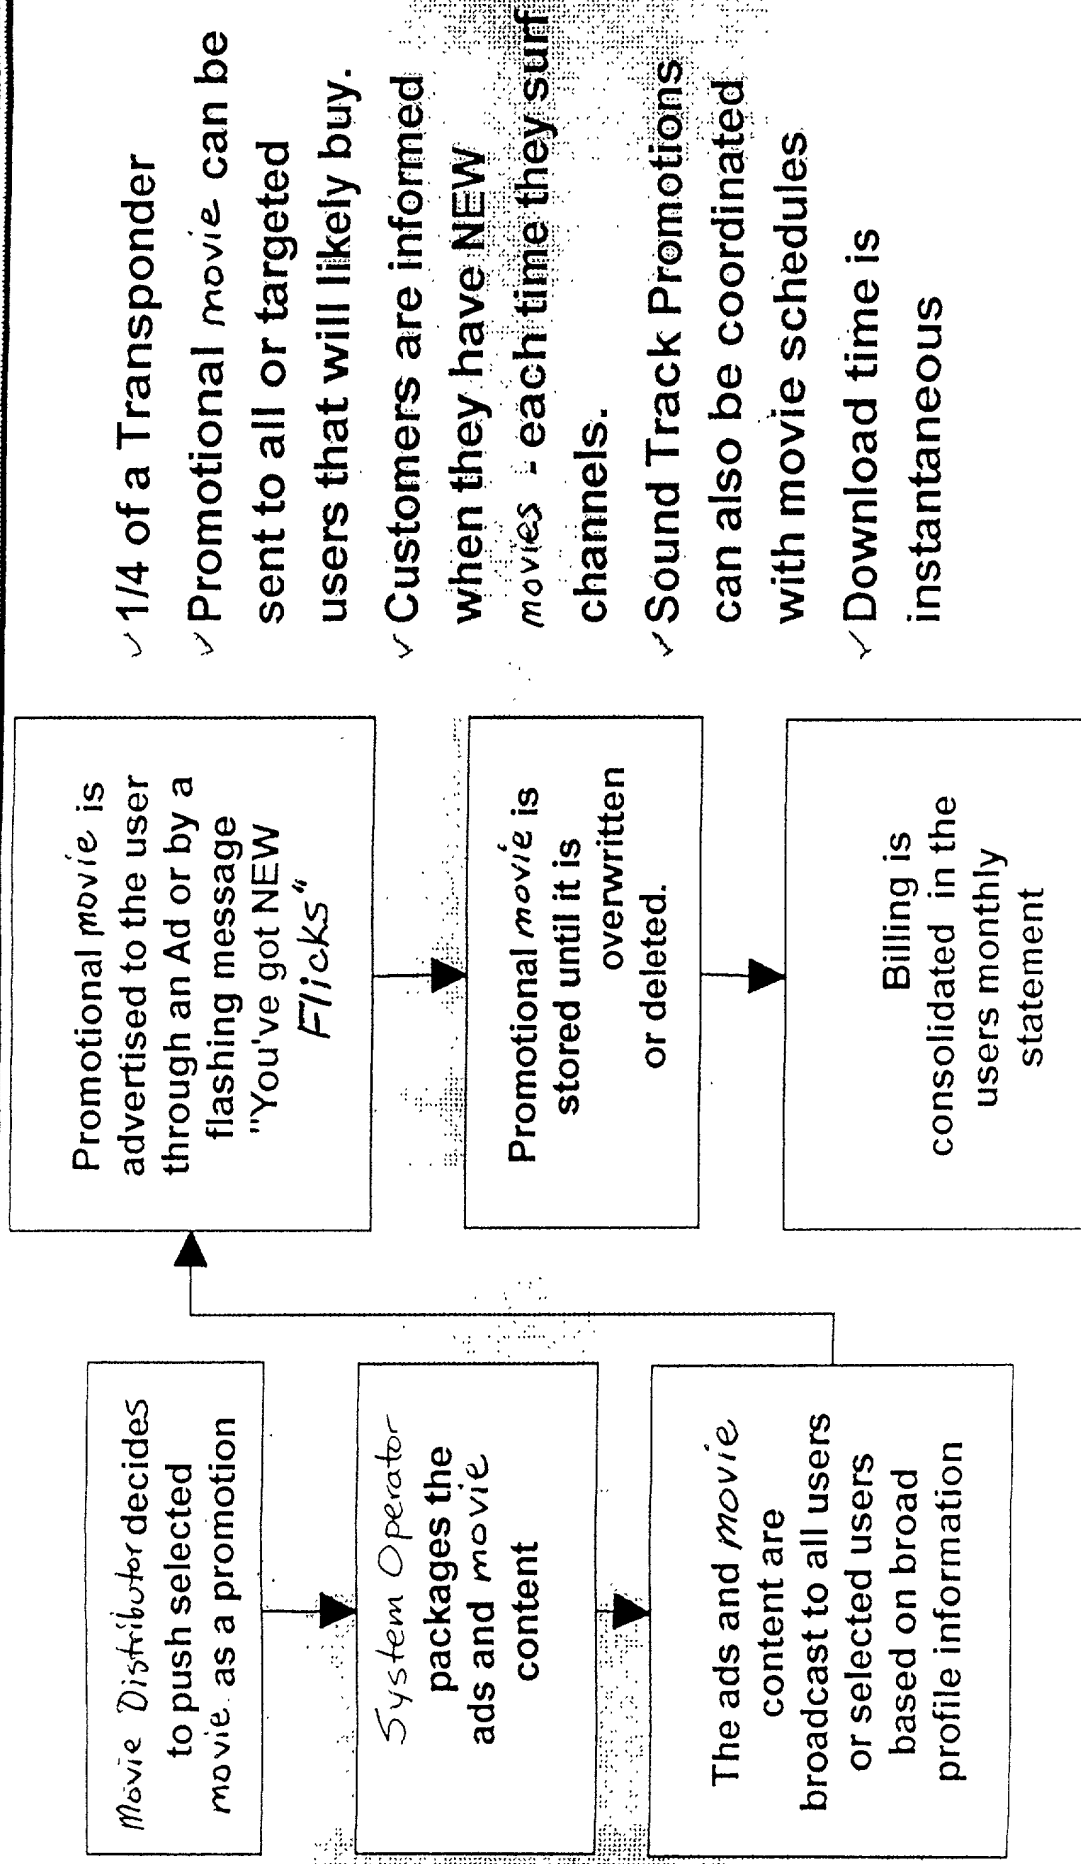 Movie Distributor decides
to push selected
movie as a promotion
System Operator
packages the
ads and movie
content
The ads and movie
content are
broadcast to all users
or selected users
based on broad
profile information
Promotional movie is
advertised to the user
through an Ad or by a
flashing message
"You've got NEW
Flicks"
Promotional movie is
stored until it is
overwritten
or deleted.
Billing is
consolidated in the
users monthly
statement
✓ 1/4 of a Transponder
✓ Promotional movie can be
sent to all or targeted
users that will likely buy.
✓ Customers are informed
when they have NEW
movies - each time they surf
channels.
✓ Sound Track Promotions
can also be coordinated
with movie schedules
✓ Download time is
instantaneous